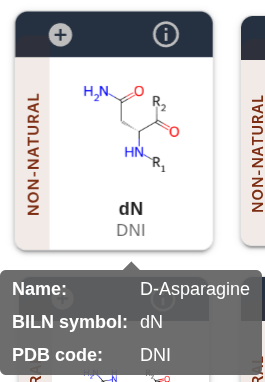 NON-NATURAL
H₂N
O
R₂
O
HN
R₁
dN
DNI
NON-NATURAL
Name: D-Asparagine
BILN symbol: dN
PDB code: DNI